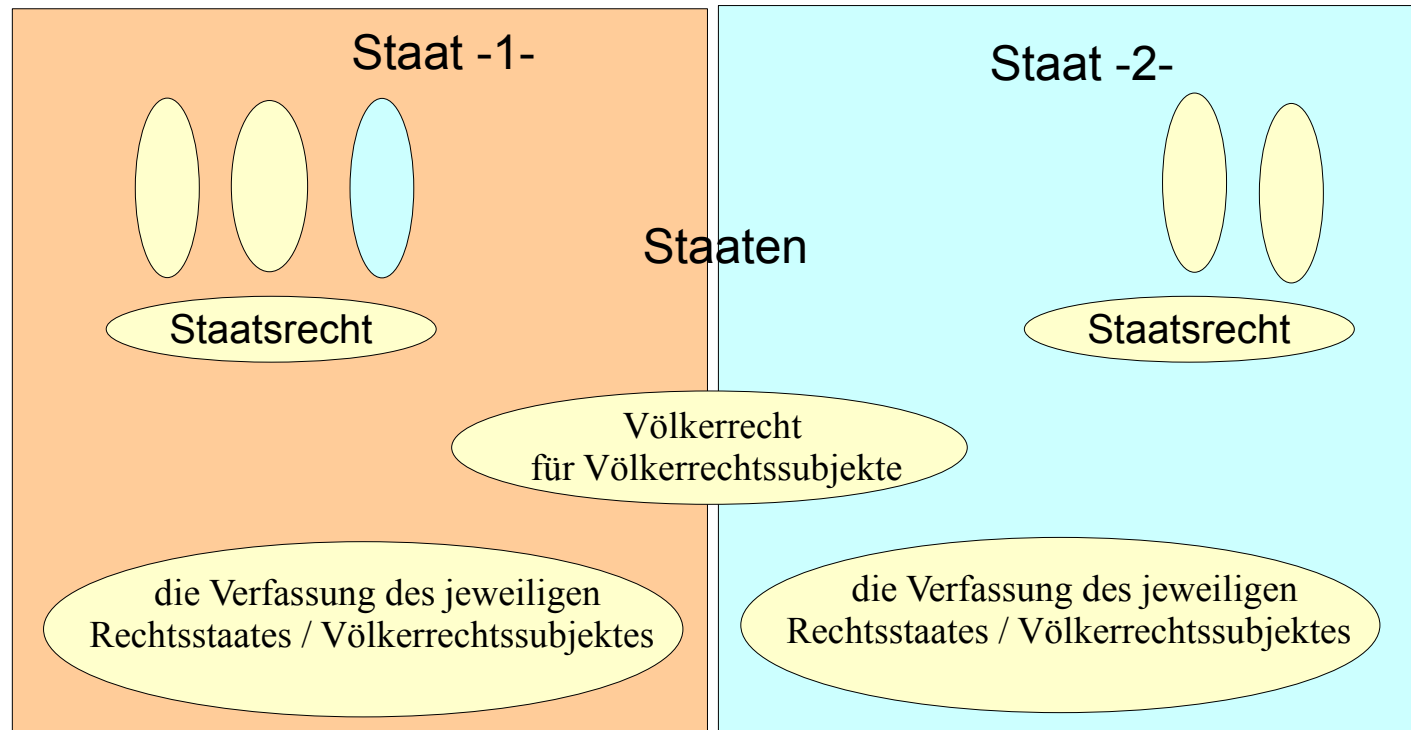 Staat -1-
Staat -2-
Staaten
Staatsrecht
Staatsrecht
Völkerrecht
für Völkerrechtssubjekte
die Verfassung des jeweiligen
Rechtsstaates / Völkerrechtssubjektes
die Verfassung des jeweiligen
Rechtsstaates / Völkerrechtssubjektes